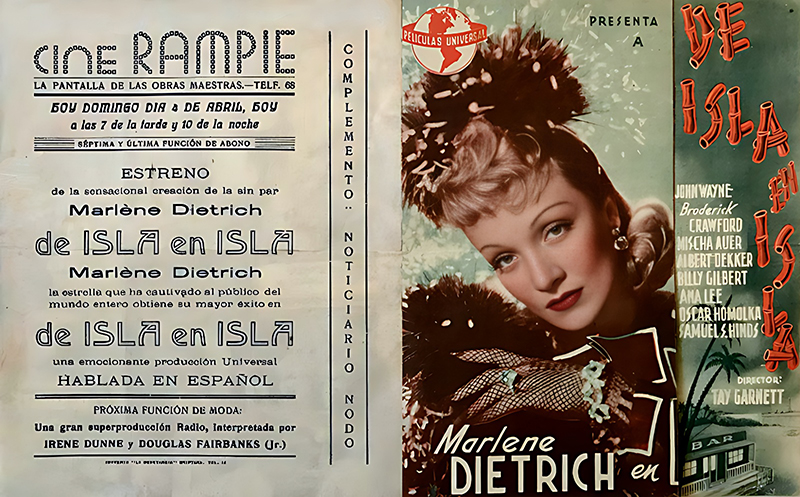 CINE RAMPIE
LA PANTALLA DE LAS OBRAS MAESTRAS.—TELF. 68
HOY DOMINGO DIA 4 DE ABRIL, HOY
a las 7 de la tarde y 10 de la noche
SÉPTIMA Y ÚLTIMA FUNCIÓN DE ABONO
ESTRENO
de la sensacional creación de la sin par
Marlène Dietrich
de ISLA en ISLA
Marlène Dietrich
la estrella que ha cautivado al público del
mundo entero obtiene su mayor éxito en
de ISLA en ISLA
una emocionante producción Universal
HABLADA EN ESPAÑOL
PRÓXIMA FUNCIÓN DE MODA:
Una gran superproducción Radio, Interpretada por
IRENE DUNNE y DOUGLAS FAIRBANKS (Jr.)
COMPLEMENTO: NOTICIARIO NODO
PELICULAS UNIVERSAL
PRESENTA
A
DE
ISLA
EN
ISLA
JOHN WAYNE
Broderick
CRAWFORD
MISCHA AUER
ALBERT DEKKER
BILLY GILBERT
ANA LEE
OSCAR HOMOLKA
SAMUEL S. HINDS
DIRECTOR:
TAY GARNETT
BAR
Marlene
DIETRICH en